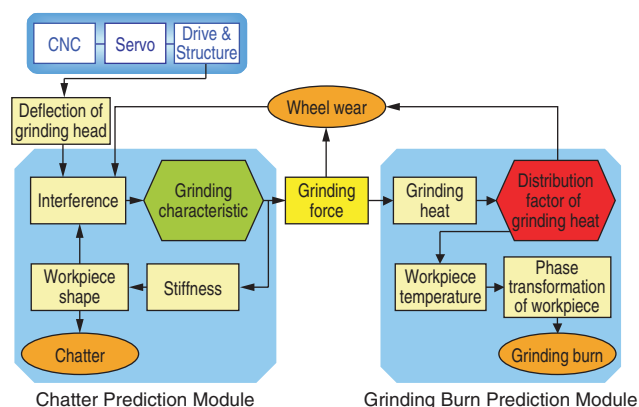 CNC
Servo
Drive &
Structure
Deflection of
grinding head
Wheel wear
Interference
Grinding
characteristic
Grinding
force
Grinding
heat
Distribution
factor of
grinding heat
Workpiece
shape
Stiffness
Workpiece
temperature
Phase
transformation
of workpiece
Chatter
Grinding burn
Chatter Prediction Module
Grinding Burn Prediction Module